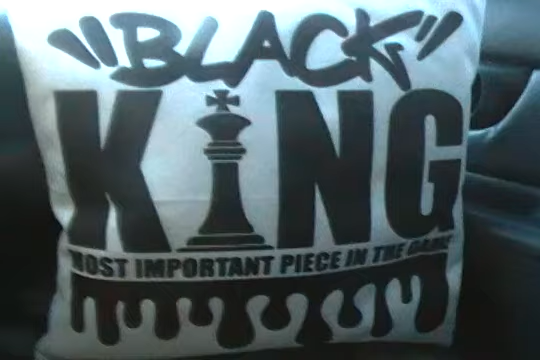 "BLACK"
KING
MOST IMPORTANT PIECE IN THE GAME